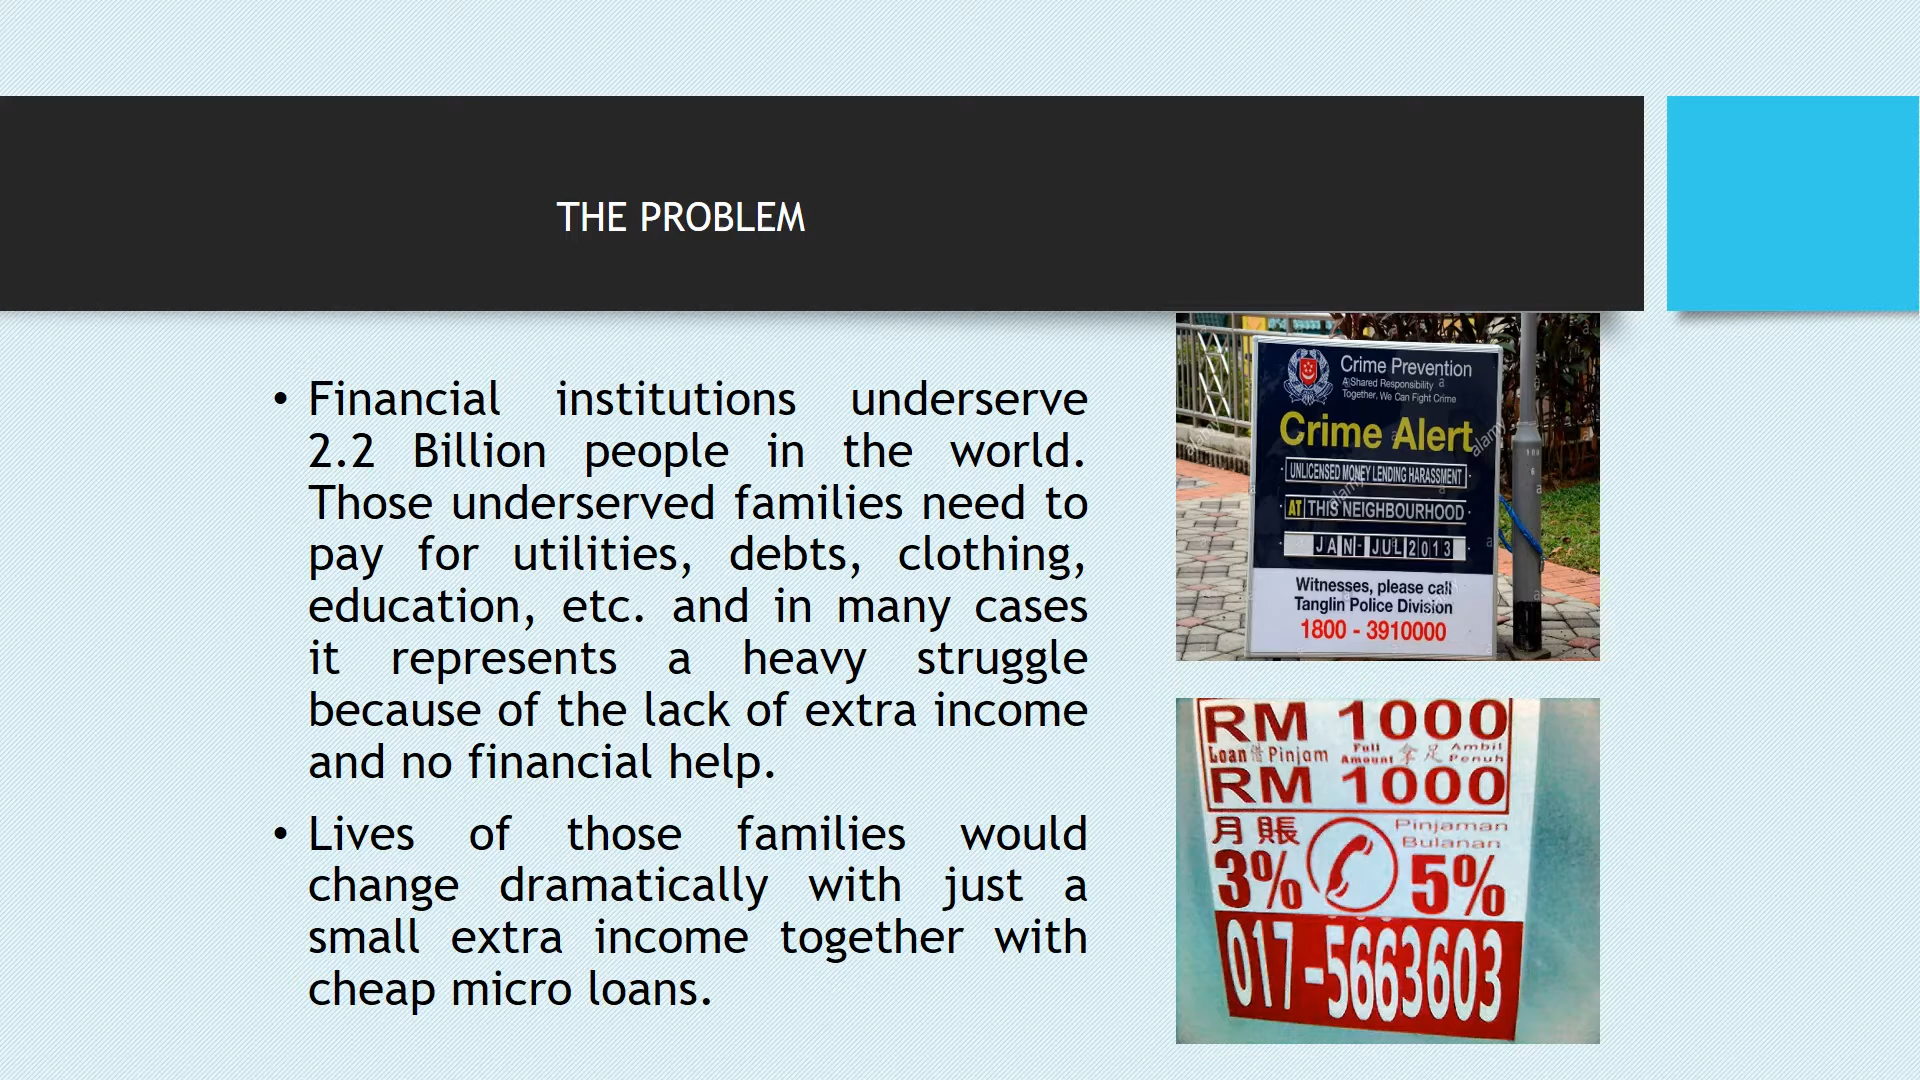 THE PROBLEM
• Financial institutions underserve
2.2 Billion people in the world.
Those underserved families need to
pay for utilities, debts, clothing,
education, etc. and in many cases
it represents a heavy struggle
because of the lack of extra income
and no financial help.
• Lives of those families would
change dramatically with just a
small extra income together with
cheap micro loans.
Crime Prevention
A Shared Responsibility
Together, We Can Fight Crime
Crime Alert
UNLICENSED MONEY LENDING HARASSMENT
AT THIS NEIGHBOURHOOD
JAN - JUL 2013
Witnesses, please call
Tanglin Police Division
1800 - 3910000
alamy
RM 1000
Loan 借 Pinjam Full Amount 拿足 Ambil Penuh
RM 1000
月賬 Pinjaman Bulanan
3% 5%
017-5663603